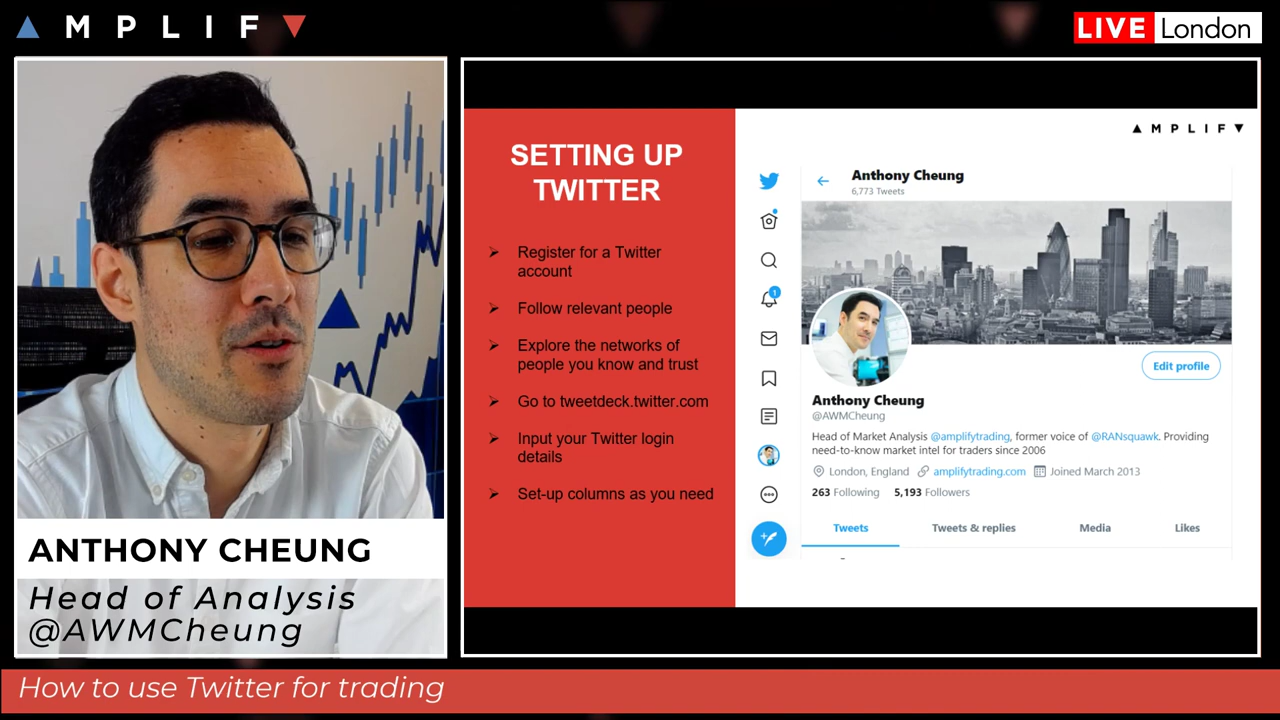 ▲ M P L I F ▼
LIVE London
ANTHONY CHEUNG
Head of Analysis
@AWMCheung
SETTING UP
TWITTER
➢ Register for a Twitter
account
➢ Follow relevant people
➢ Explore the networks of
people you know and trust
➢ Go to tweetdeck.twitter.com
➢ Input your Twitter login
details
➢ Set-up columns as you need
▲ M P L I F ▼
Anthony Cheung
6,773 Tweets
1
Edit profile
Anthony Cheung
@AWMCheung
Head of Market Analysis @amplifytrading, former voice of @RANsquawk. Providing
need-to-know market intel for traders since 2006
London, England amplifytrading.com Joined March 2013
263 Following 5,193 Followers
Tweets Tweets & replies Media Likes
How to use Twitter for trading